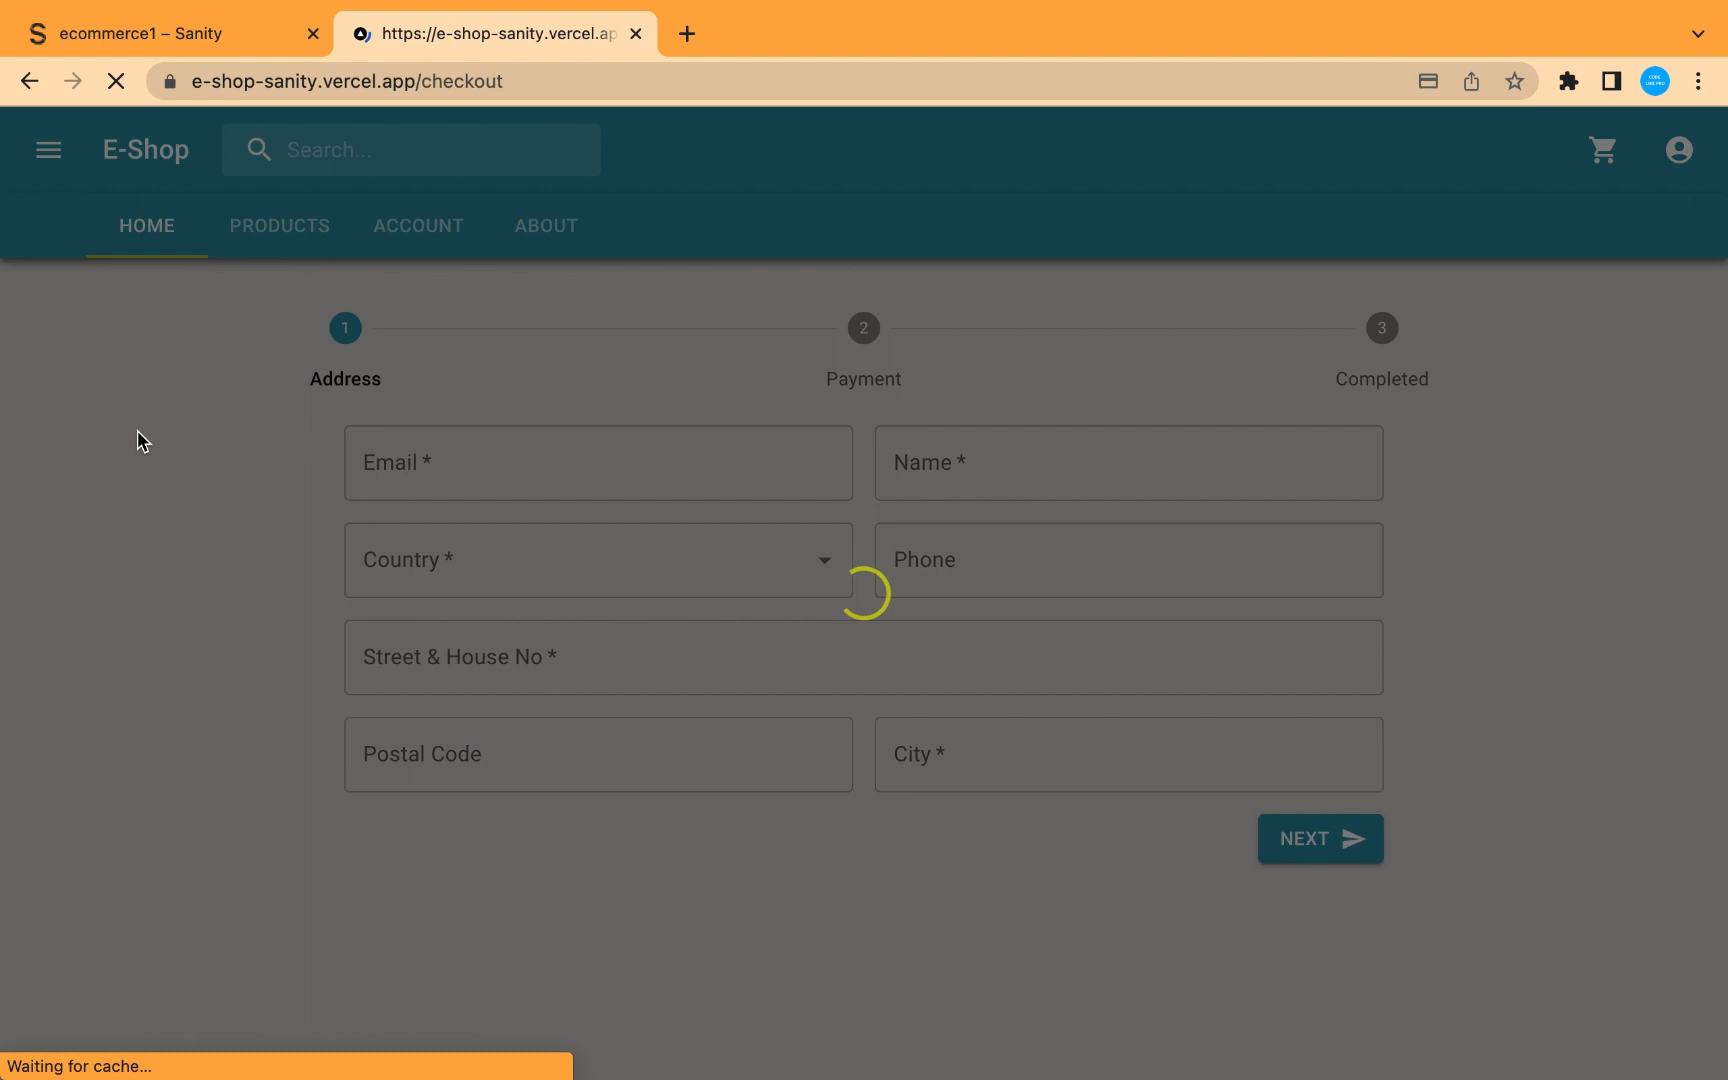 ecommerce1 – Sanity
https://e-shop-sanity.vercel.ap
e-shop-sanity.vercel.app/checkout
E-Shop
Search...
HOME
PRODUCTS
ACCOUNT
ABOUT
1
2
3
Address
Payment
Completed
Email *
Name *
Country *
Phone
Street & House No *
Postal Code
City *
NEXT
Waiting for cache...